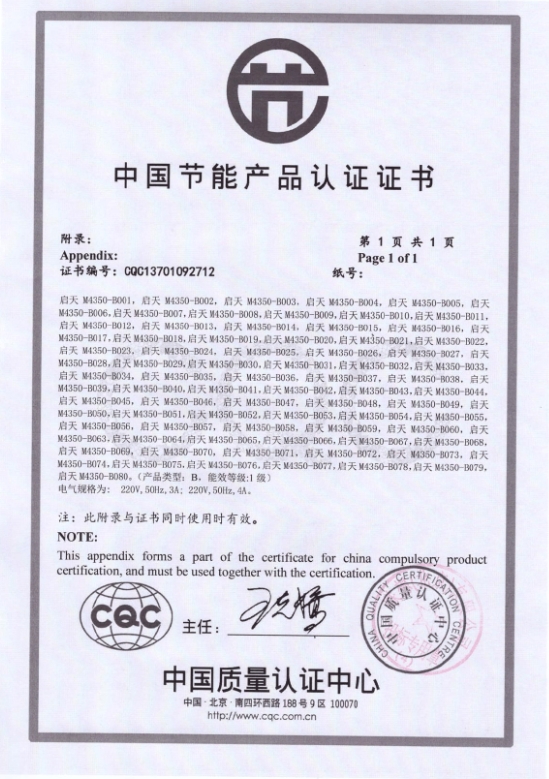 中国节能产品认证证书
附录： 第 1 页 共 1 页
Appendix: Page 1 of 1
证书编号：CQC13701092712 纸号：
启天 M4350-B001，启天 M4350-B002，启天 M4350-B003，启天 M4350-B004，启天 M4350-B005，启天
M4350-B006，启天 M4350-B007，启天 M4350-B008，启天 M4350-B009，启天 M4350-B010，启天 M4350-B011，
启天 M4350-B012，启天 M4350-B013，启天 M4350-B014，启天 M4350-B015，启天 M4350-B016，启天
M4350-B017，启天 M4350-B018，启天 M4350-B019，启天 M4350-B020，启天 M4350-B021，启天 M4350-B022，
启天 M4350-B023，启天 M4350-B024，启天 M4350-B025，启天 M4350-B026，启天 M4350-B027，启天
M4350-B028，启天 M4350-B029，启天 M4350-B030，启天 M4350-B031，启天 M4350-B032，启天 M4350-B033，
启天 M4350-B034，启天 M4350-B035，启天 M4350-B036，启天 M4350-B037，启天 M4350-B038，启天
M4350-B039，启天 M4350-B040，启天 M4350-B041，启天 M4350-B042，启天 M4350-B043，启天 M4350-B044，
启天 M4350-B045，启天 M4350-B046，启天 M4350-B047，启天 M4350-B048，启天 M4350-B049，启天
M4350-B050，启天 M4350-B051，启天 M4350-B052，启天 M4350-B053，启天 M4350-B054，启天 M4350-B055，
启天 M4350-B056，启天 M4350-B057，启天 M4350-B058，启天 M4350-B059，启天 M4350-B060，启天
M4350-B063，启天 M4350-B064，启天 M4350-B065，启天 M4350-B066，启天 M4350-B067，启天 M4350-B068，
启天 M4350-B069，启天 M4350-B070，启天 M4350-B071，启天 M4350-B072，启天 M4350-B073，启天
M4350-B074，启天 M4350-B075，启天 M4350-B076，启天 M4350-B077，启天 M4350-B078，启天 M4350-B079，
启天 M4350-B080。（产品类型：B，能效等级:1 级）
电气规格为： 220V,50Hz,3A; 220V,50Hz,4A。
注：此附录与证书同时使用时有效。
NOTE:
This appendix forms a part of the certificate for china compulsory product
certification, and must be used together with the certification.
CQC
主任：
CHINA QUALITY CERTIFICATION CENTRE
中国质量认证中心
中国质量认证中心
中国·北京·南四环西路 188 号 9 区 100070
http://www.cqc.com.cn